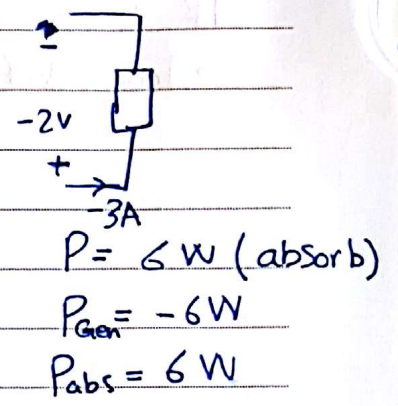 -
-2v
+
-3A
P= 6 W (absorb)
PGen= -6W
Pabs = 6 W